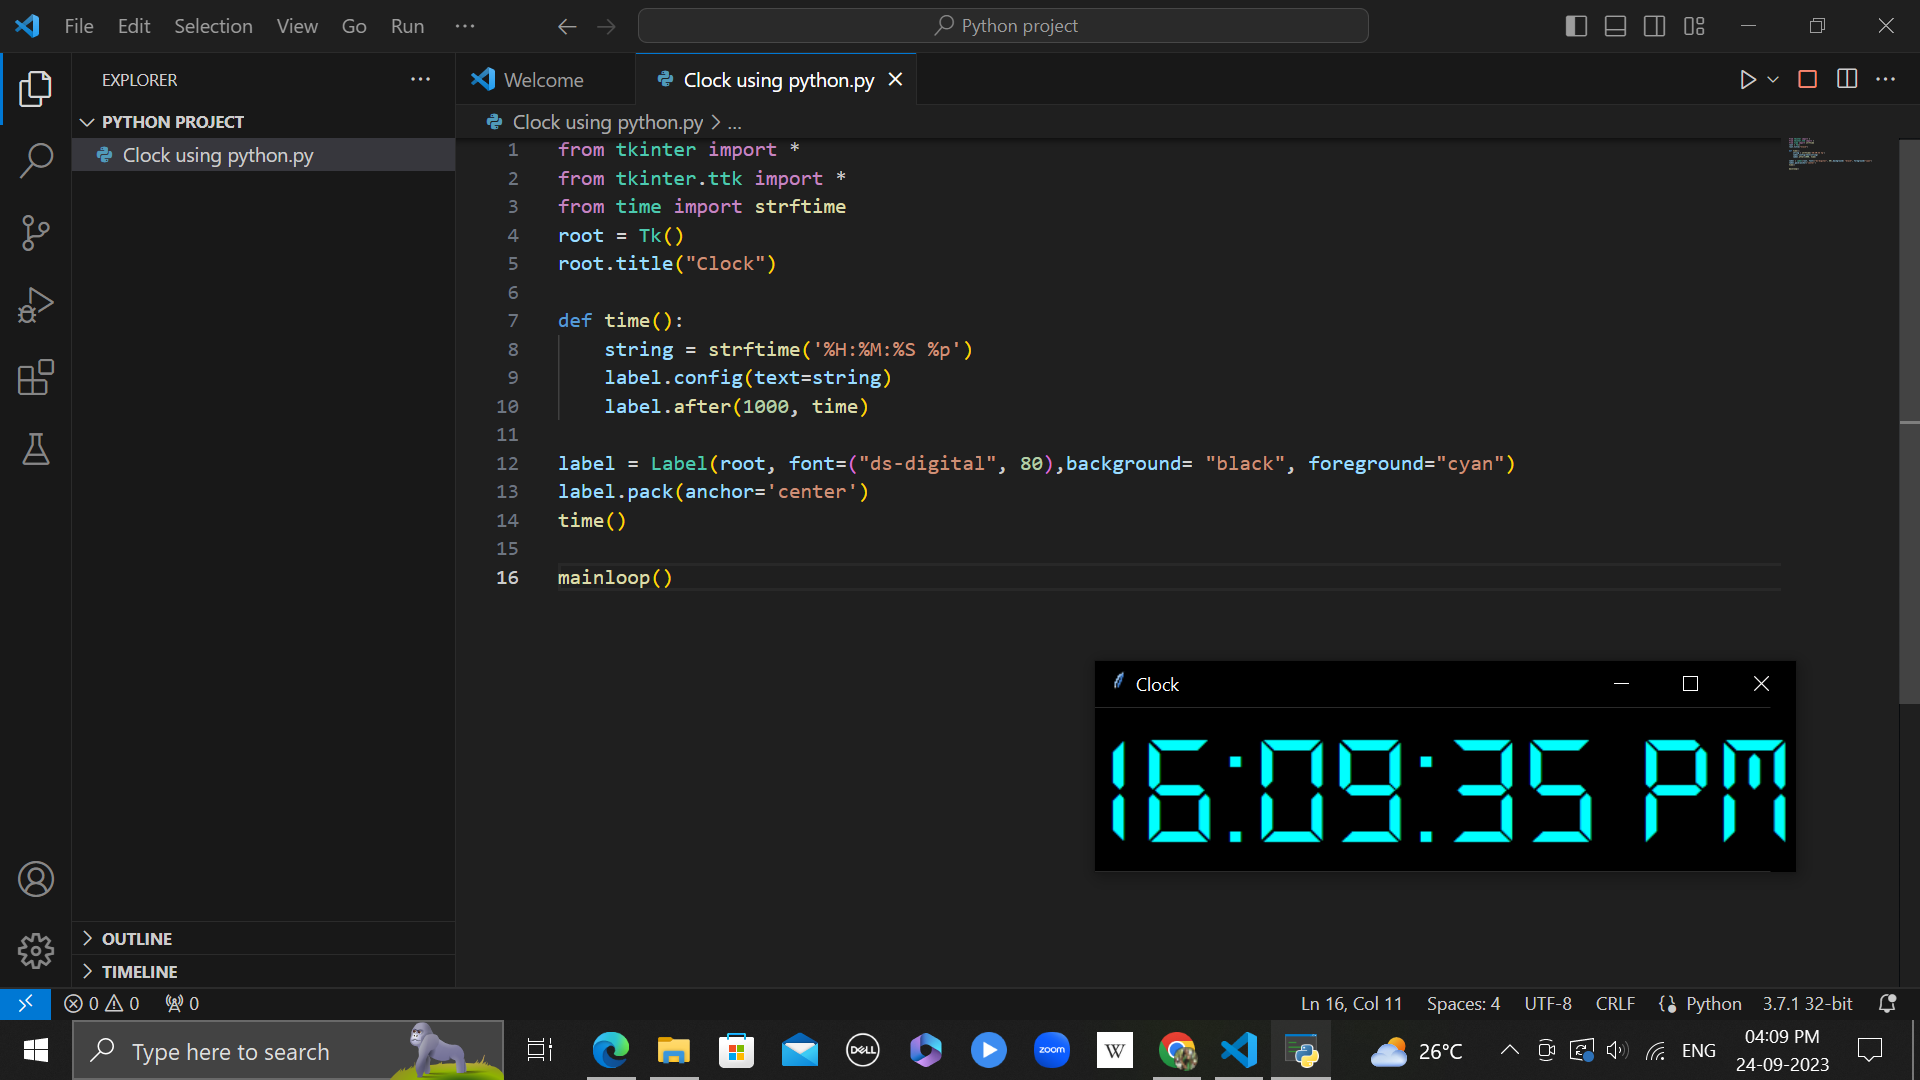 File Edit Selection View Go Run ...
Python project
EXPLORER ...
Welcome
Clock using python.py
PYTHON PROJECT
Clock using python.py
Clock using python.py > ...
1 from tkinter import *
2 from tkinter.ttk import *
3 from time import strftime
4 root = Tk()
5 root.title("Clock")
6
7 def time():
8 string = strftime('%H:%M:%S %p')
9 label.config(text=string)
10 label.after(1000, time)
11
12 label = Label(root, font=("ds-digital", 80),background= "black", foreground="cyan")
13 label.pack(anchor='center')
14 time()
15
16 mainloop()
Clock
16:09:35 PM
OUTLINE
TIMELINE
0 0 0
Ln 16, Col 11 Spaces: 4 UTF-8 CRLF {} Python 3.7.1 32-bit
Type here to search
DELL
zoom
W
26°C
ENG
04:09 PM
24-09-2023